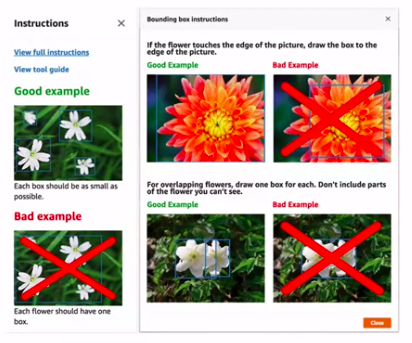 Instructions
×
View full instructions
View tool guide
Good example
Each box should be as small as
possible.
Bad example
Each flower should have one
box.
Bounding box instructions
×
If the flower touches the edge of the picture, draw the box to the
edge of the picture.
Good Example
Bad Example
For overlapping flowers, draw one box for each. Don't include parts
of the flower you can't see.
Good Example
Bad Example
Close